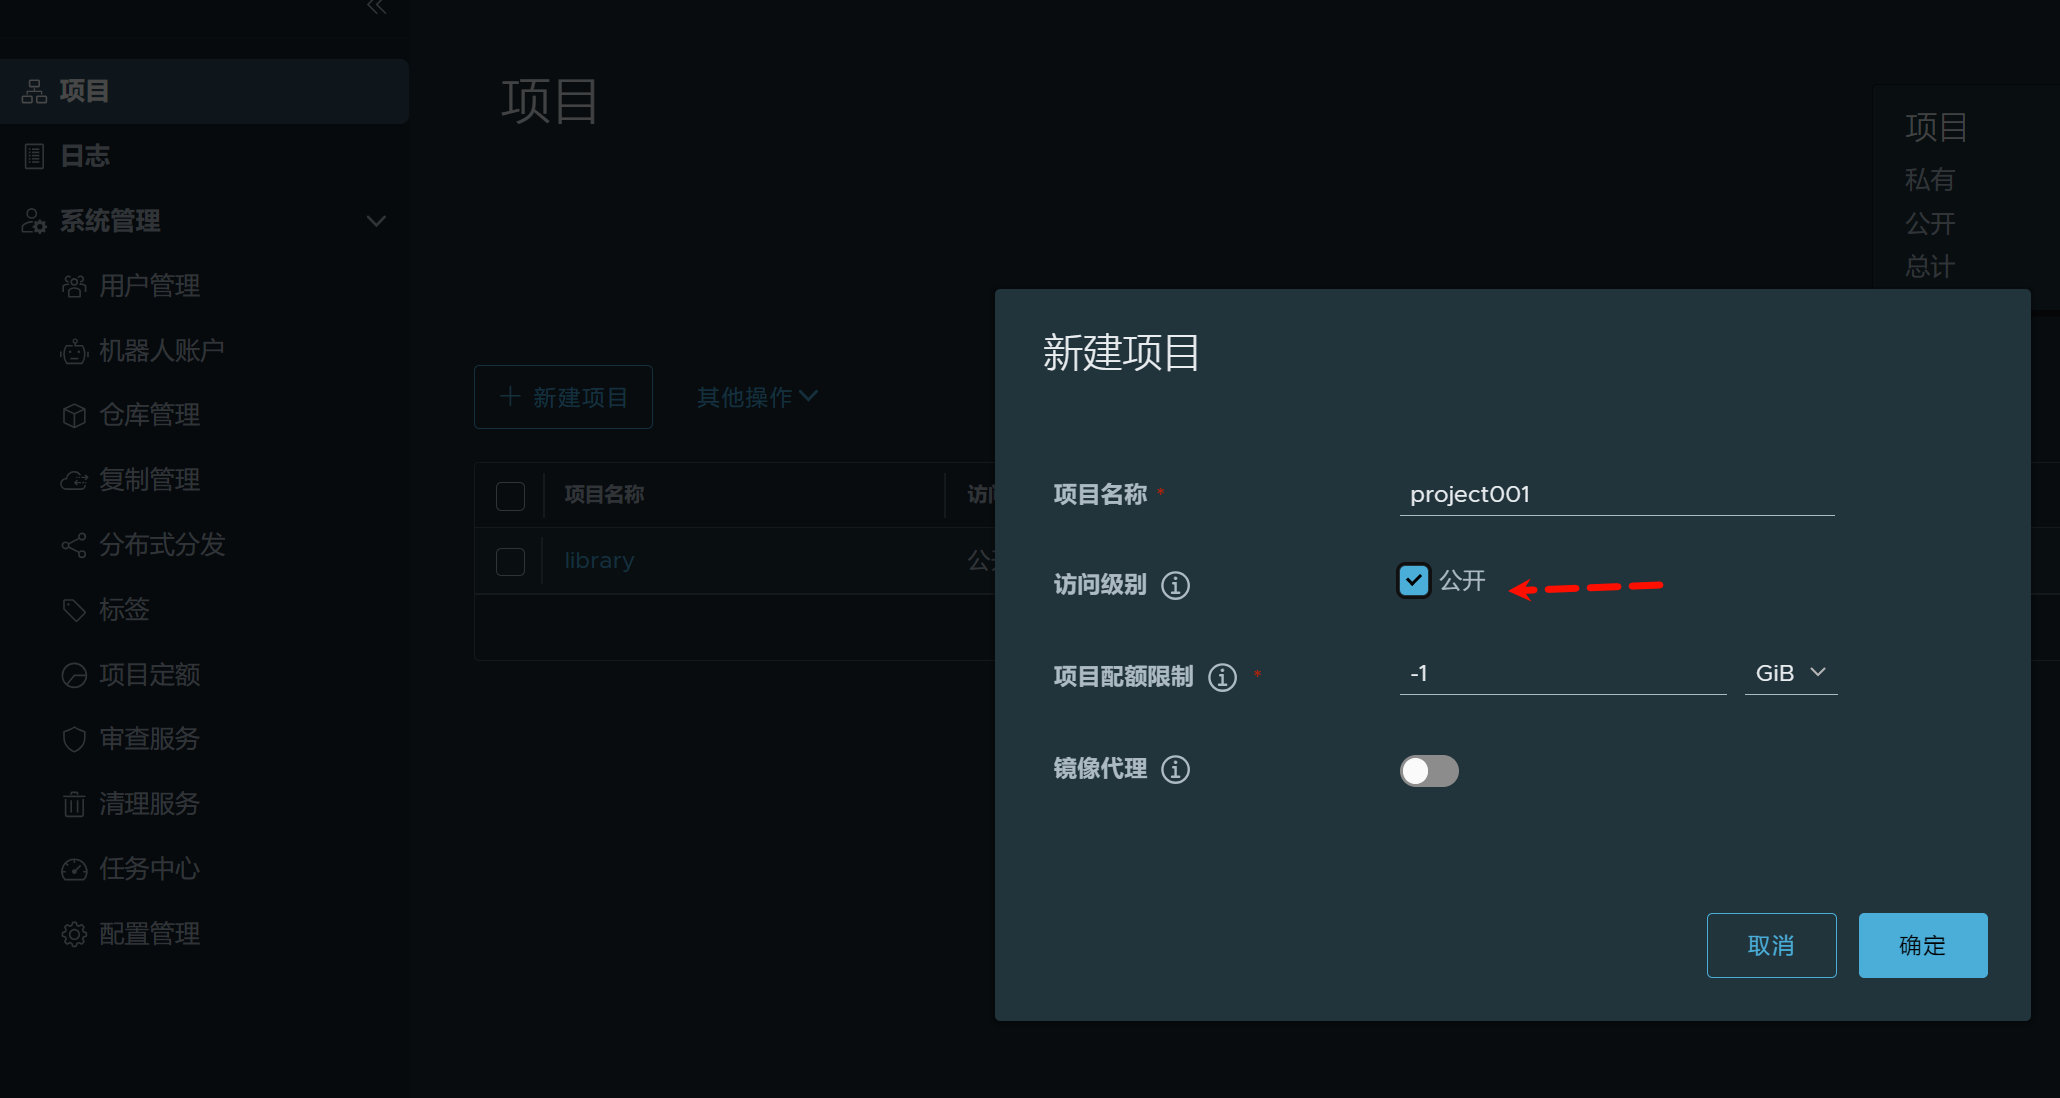 项目
日志
系统管理
用户管理
机器人账户
仓库管理
复制管理
分布式分发
标签
项目定额
审查服务
清理服务
任务中心
配置管理
项目
项目
私有
公开
总计
新建项目
其他操作
项目名称
library
新建项目
项目名称 *
project001
访问级别
公开
项目配额限制 *
-1
GiB
镜像代理
取消
确定